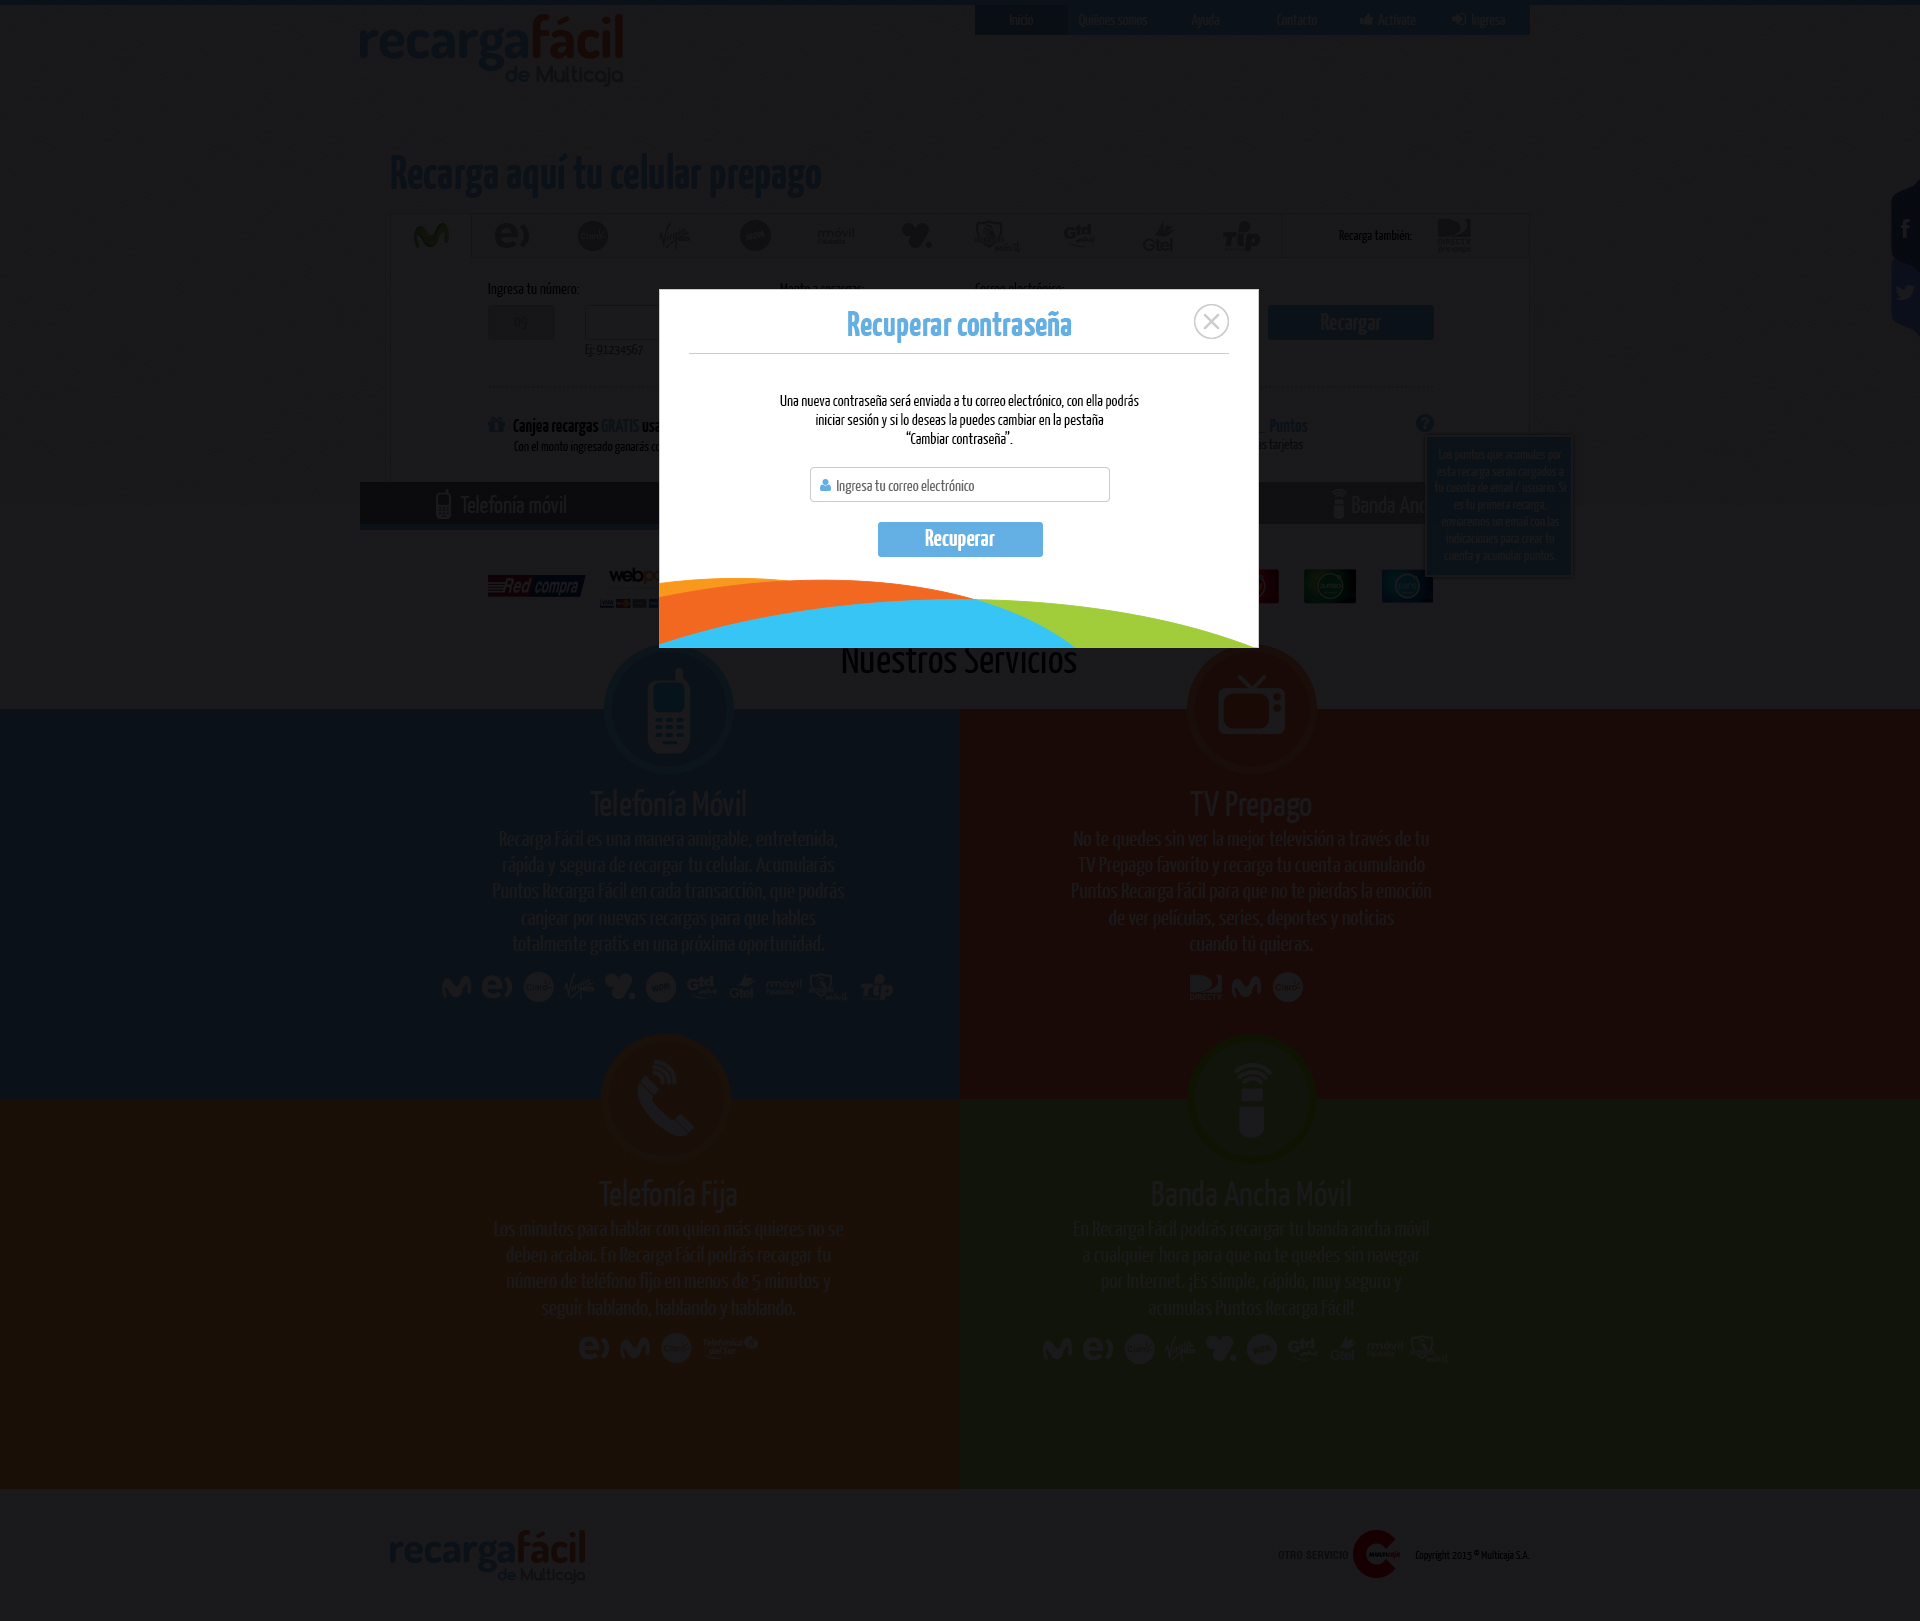 recargafácil
de Multicaja
Inicio
Quiénes somos
Ayuda
Contacto
Actívate
Ingresa
Recarga aquí tu celular prepago
Recarga también:
DIRECTV
Ingresa tu número:
Monto a recargar:
Correo electrónico:
09
Ej: 91234567
Recargar
Canjea recargas GRATIS usa
Con el monto ingresado ganarás
Puntos
tarjetas.
Los puntos que acumules por
esta recarga serán cargados a
tu cuenta de email / usuario. Si
es tu primera recarga,
enviaremos un email con las
indicaciones para crear tu
cuenta y acumular puntos.
Telefonía móvil
Banda Anc
Red compra
webp
Recuperar contraseña
Una nueva contraseña será enviada a tu correo electrónico, con ella podrás
iniciar sesión y si lo deseas la puedes cambiar en la pestaña
“Cambiar contraseña”.
Ingresa tu correo electrónico
Recuperar
Nuestros Servicios
Telefonía Móvil
Recarga Fácil es una manera amigable, entretenida,
rápida y segura de recargar tu celular. Acumularás
Puntos Recarga Fácil en cada transacción, que podrás
canjear por nuevas recargas para que hables
totalmente gratis en una próxima oportunidad.
TV Prepago
No te quedes sin ver la mejor televisión a través de tu
TV Prepago favorito y recarga tu cuenta acumulando
Puntos Recarga Fácil para que no te pierdas la emoción
de ver películas, series, deportes y noticias
cuando tú quieras.
DIRECTV
Telefonía Fija
Los minutos para hablar con quien más quieres no se
deben acabar. En Recarga Fácil podrás recargar tu
número de teléfono fijo en menos de 5 minutos y
seguir hablando, hablando y hablando.
Banda Ancha Móvil
En Recarga Fácil podrás recargar tu banda ancha móvil
a cualquier hora para que no te quedes sin navegar
por internet. ¡Es simple, rápido, muy seguro y
acumulas Puntos Recarga Fácil!
recargafácil
de Multicaja
OTRO SERVICIO
Copyright 2015 © Multicaja S.A.